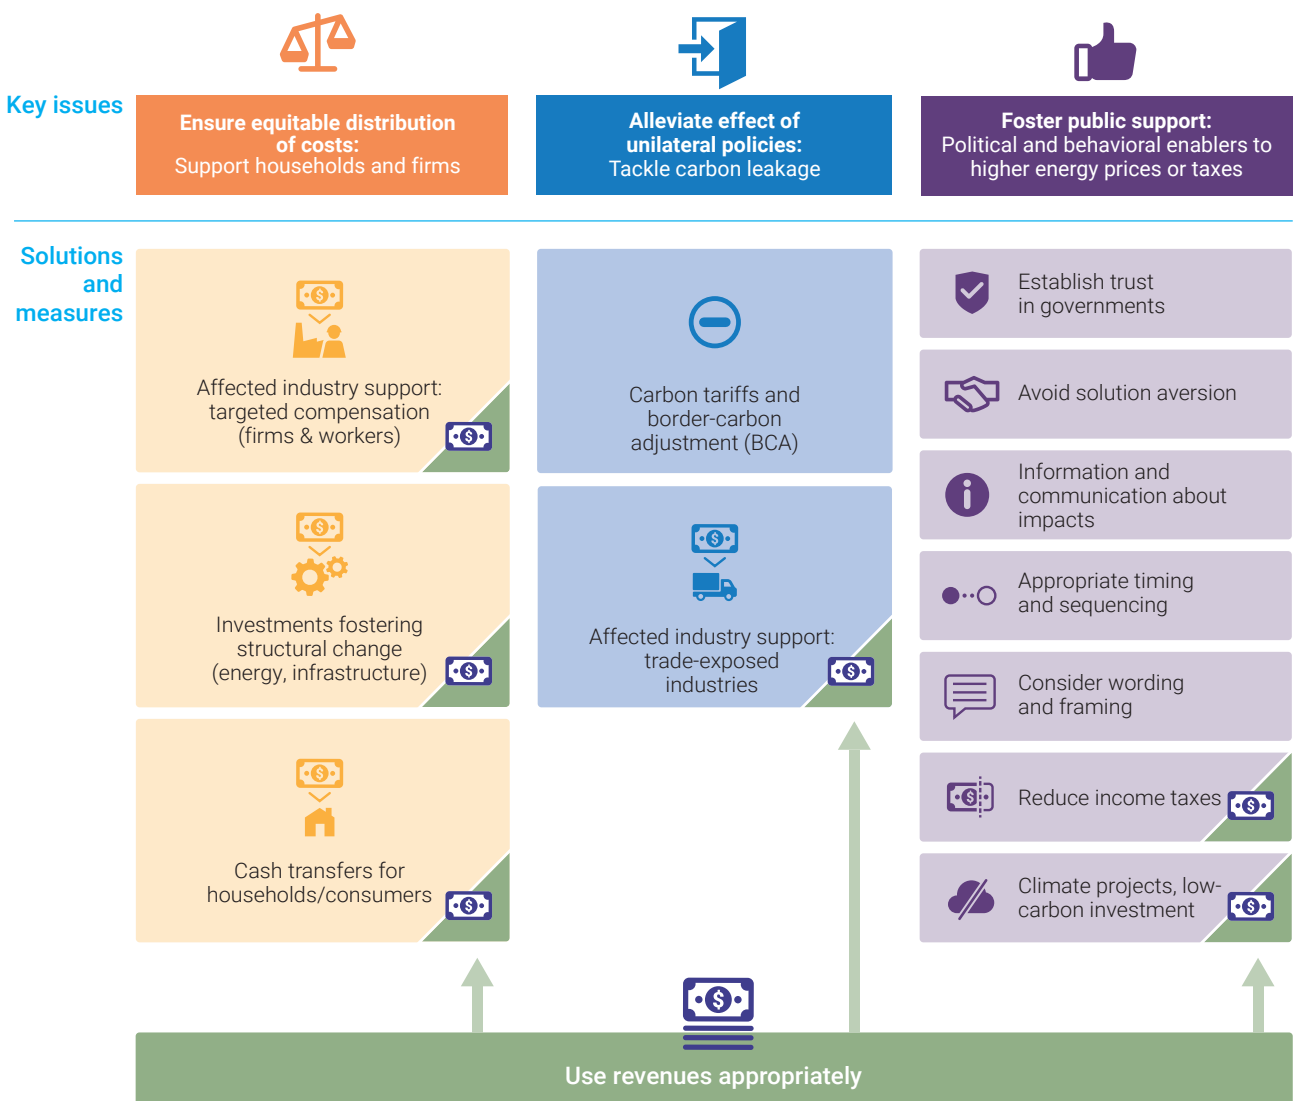 Key issues
Ensure equitable distribution
of costs:
Support households and firms
Alleviate effect of
unilateral policies:
Tackle carbon leakage
Foster public support:
Political and behavioral enablers to
higher energy prices or taxes
Solutions
and
measures
Affected industry support:
targeted compensation
(firms & workers)
Investments fostering
structural change
(energy, infrastructure)
Cash transfers for
households/consumers
Carbon tariffs and
border-carbon
adjustment (BCA)
Affected industry support:
trade-exposed
industries
Establish trust
in governments
Avoid solution aversion
Information and
communication about
impacts
Appropriate timing
and sequencing
Consider wording
and framing
Reduce income taxes
Climate projects, low-
carbon investment
Use revenues appropriately